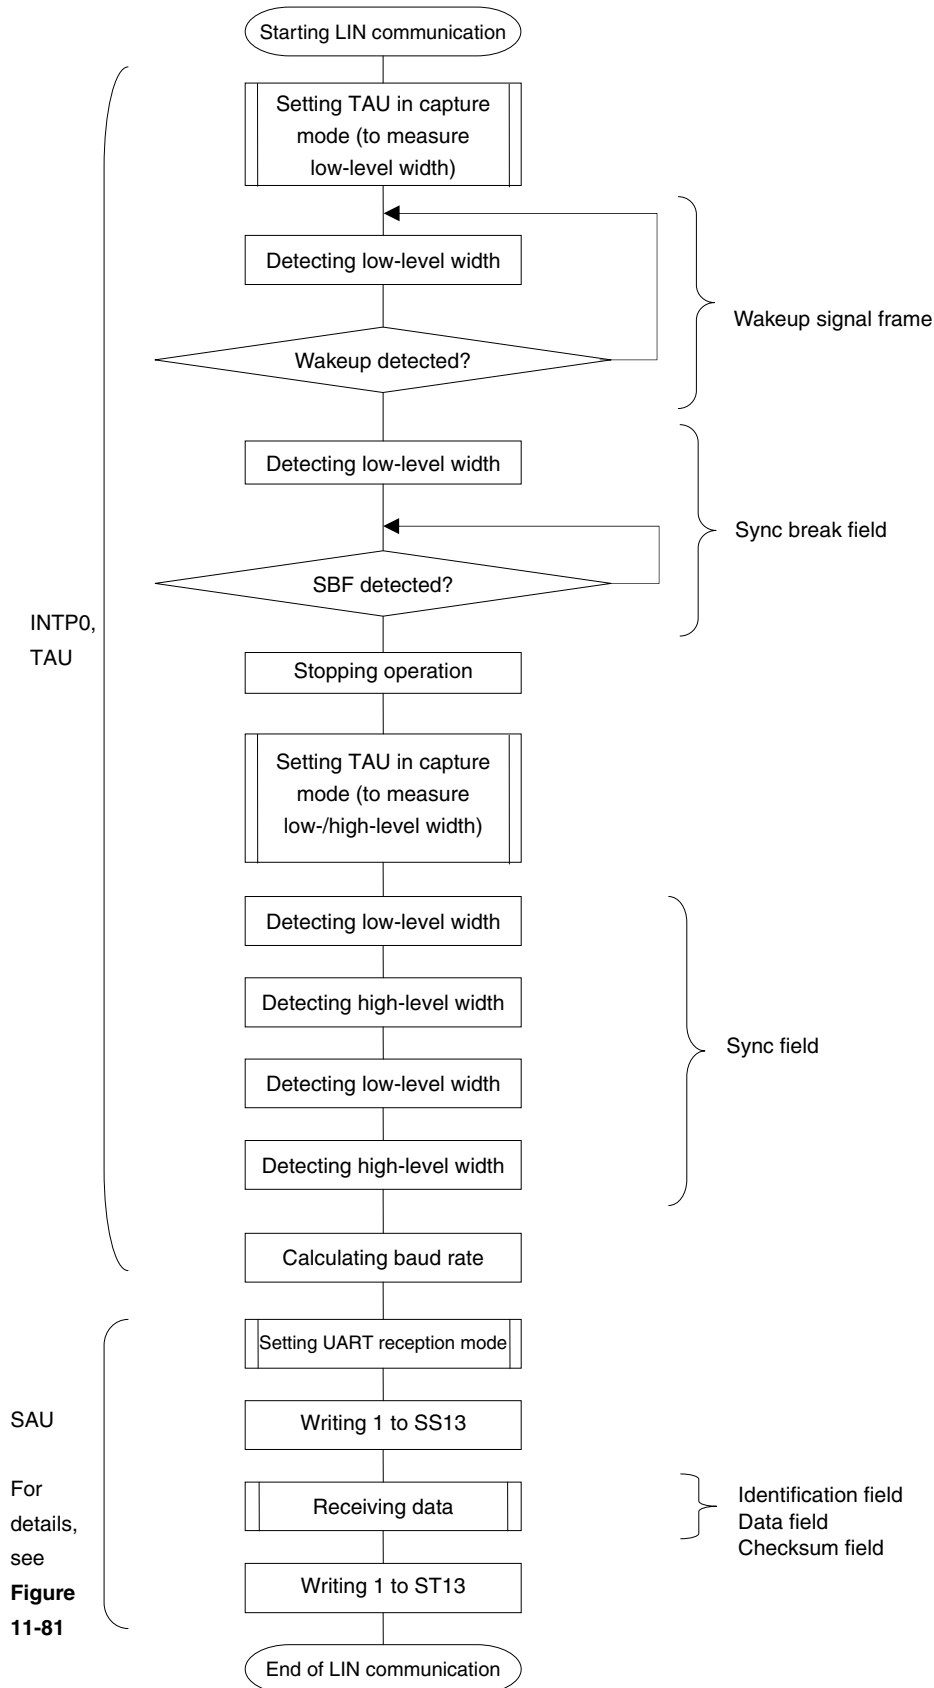 Starting LIN communication
Setting TAU in capture
mode (to measure
low-level width)
Detecting low-level width
Wakeup detected?
Wakeup signal frame
Detecting low-level width
SBF detected?
Sync break field
INTP0,
TAU
Stopping operation
Setting TAU in capture
mode (to measure
low-/high-level width)
Detecting low-level width
Detecting high-level width
Detecting low-level width
Detecting high-level width
Sync field
Calculating baud rate
Setting UART reception mode
Writing 1 to SS13
Receiving data
Writing 1 to ST13
SAU
For
details,
see
Figure
11-81
Identification field
Data field
Checksum field
End of LIN communication